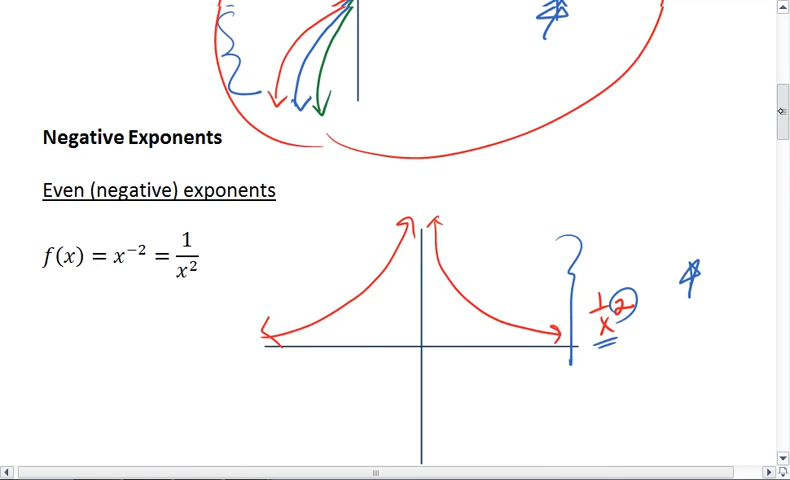 Negative Exponents
Even (negative) exponents
f(x) = x⁻² = 1/x²
1/x²